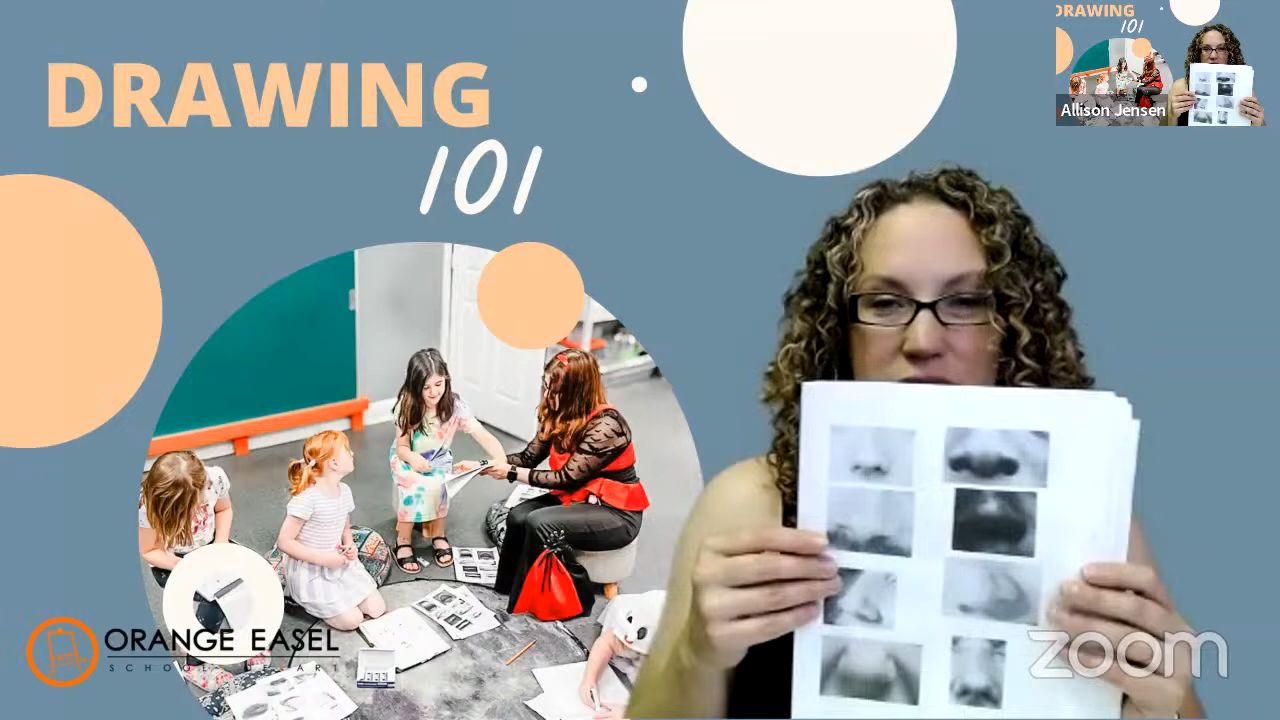 DRAWING
101
DRAWING
101
Allison Jensen
ORANGE EASEL
SCHOOL OF ART
zoom